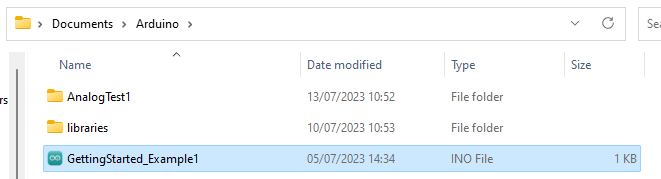 Documents > Arduino >
Sea
Name Date modified Type Size
AnalogTest1 13/07/2023 10:52 File folder
rs
libraries 10/07/2023 10:53 File folder
GettingStarted_Example1 05/07/2023 14:34 INO File 1 KB